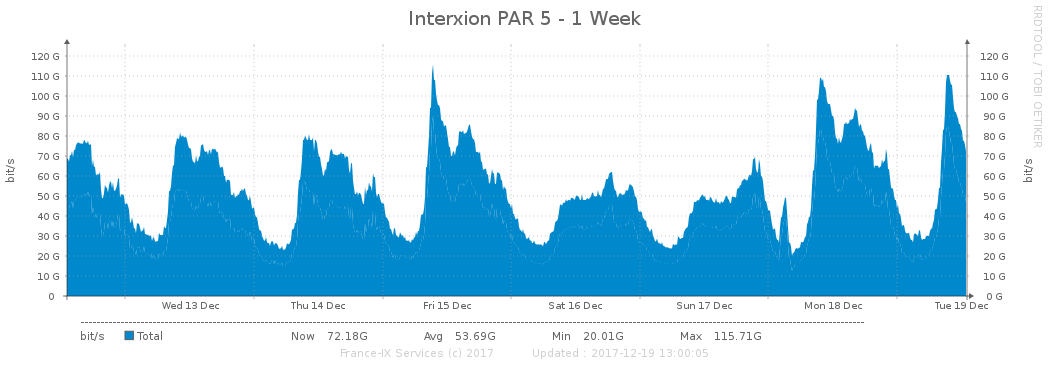 Interxion PAR 5 - 1 Week
RRDTOOL / TOBI OETIKER
bit/s
120 G 120 G
110 G 110 G
100 G 100 G
90 G 90 G
80 G 80 G
70 G 70 G
60 G 60 G
50 G 50 G
40 G 40 G
30 G 30 G
20 G 20 G
10 G 10 G
0 0 G
bit/s
Wed 13 Dec Thu 14 Dec Fri 15 Dec Sat 16 Dec Sun 17 Dec Mon 18 Dec Tue 19 Dec
bit/s Total Now 72.18G Avg 53.69G Min 20.01G Max 115.71G
France-IX Services (c) 2017 Updated : 2017-12-19 13:00:05